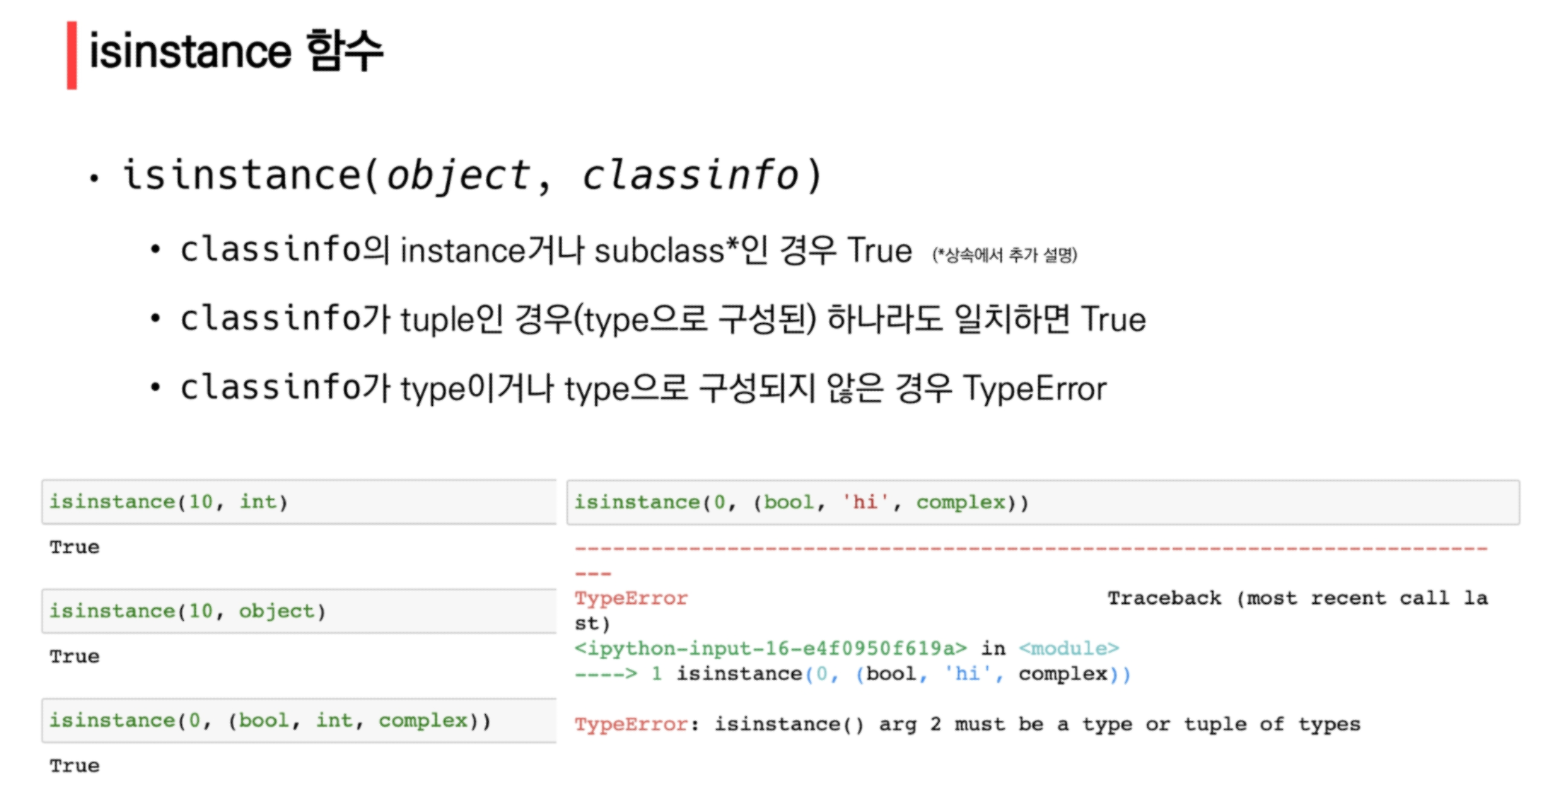 isinstance 함수
• isinstance(object, classinfo)
• classinfo의 instance거나 subclass*인 경우 True (*상속에서 추가 설명)
• classinfo가 tuple인 경우(type으로 구성된) 하나라도 일치하면 True
• classinfo가 type이거나 type으로 구성되지 않은 경우 TypeError
isinstance(10, int)
True
isinstance(10, object)
True
isinstance(0, (bool, int, complex))
True
isinstance(0, (bool, 'hi', complex))
------------------------------------------------------------------------
---
TypeError Traceback (most recent call la
st)
<ipython-input-16-e4f0950f619a> in <module>
----> 1 isinstance(0, (bool, 'hi', complex))
TypeError: isinstance() arg 2 must be a type or tuple of types